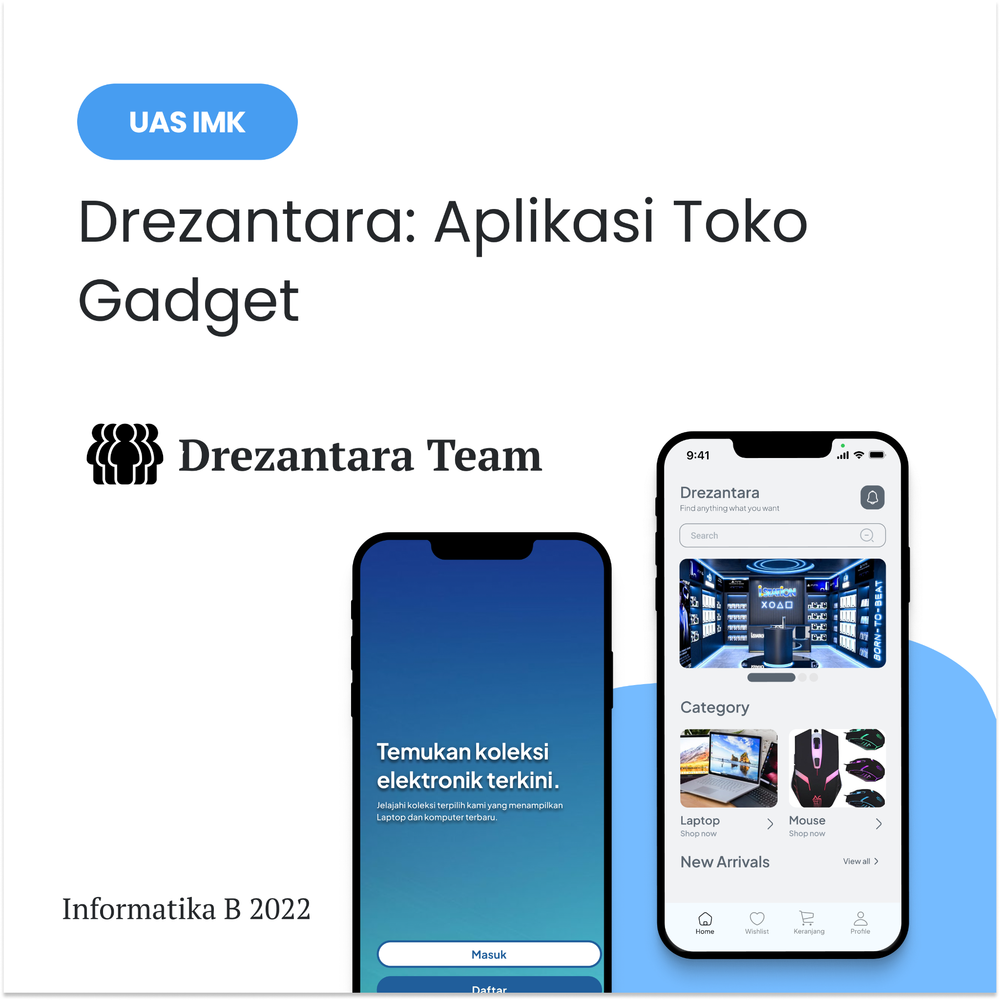 UAS IMK
Drezantara: Aplikasi Toko
Gadget
Drezantara Team
Informatika B 2022
Temukan koleksi
elektronik terkini.
Jelajahi koleksi terpilih kami yang menampilkan
Laptop dan komputer terbaru.
Masuk
Daftar
9:41
Drezantara
Find anything what you want
Search
iSTATION
BORN-TO-BEAT
Category
Laptop
Shop now
Mouse
Shop now
New Arrivals
View all
Home
Wishlist
Keranjang
Profile